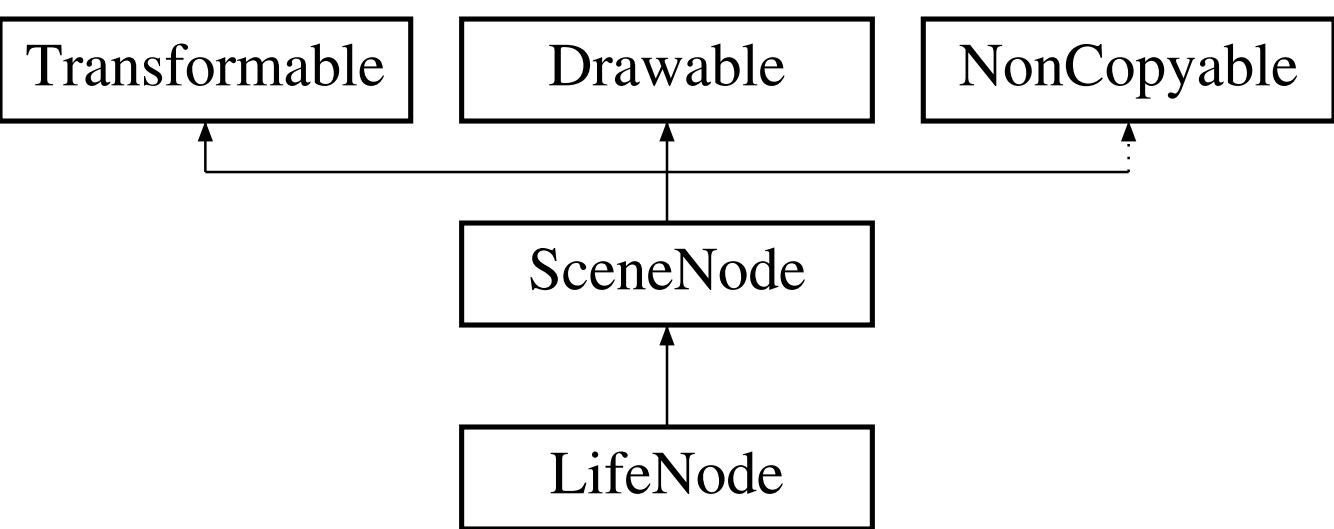 Transformable
Drawable
NonCopyable
SceneNode
LifeNode